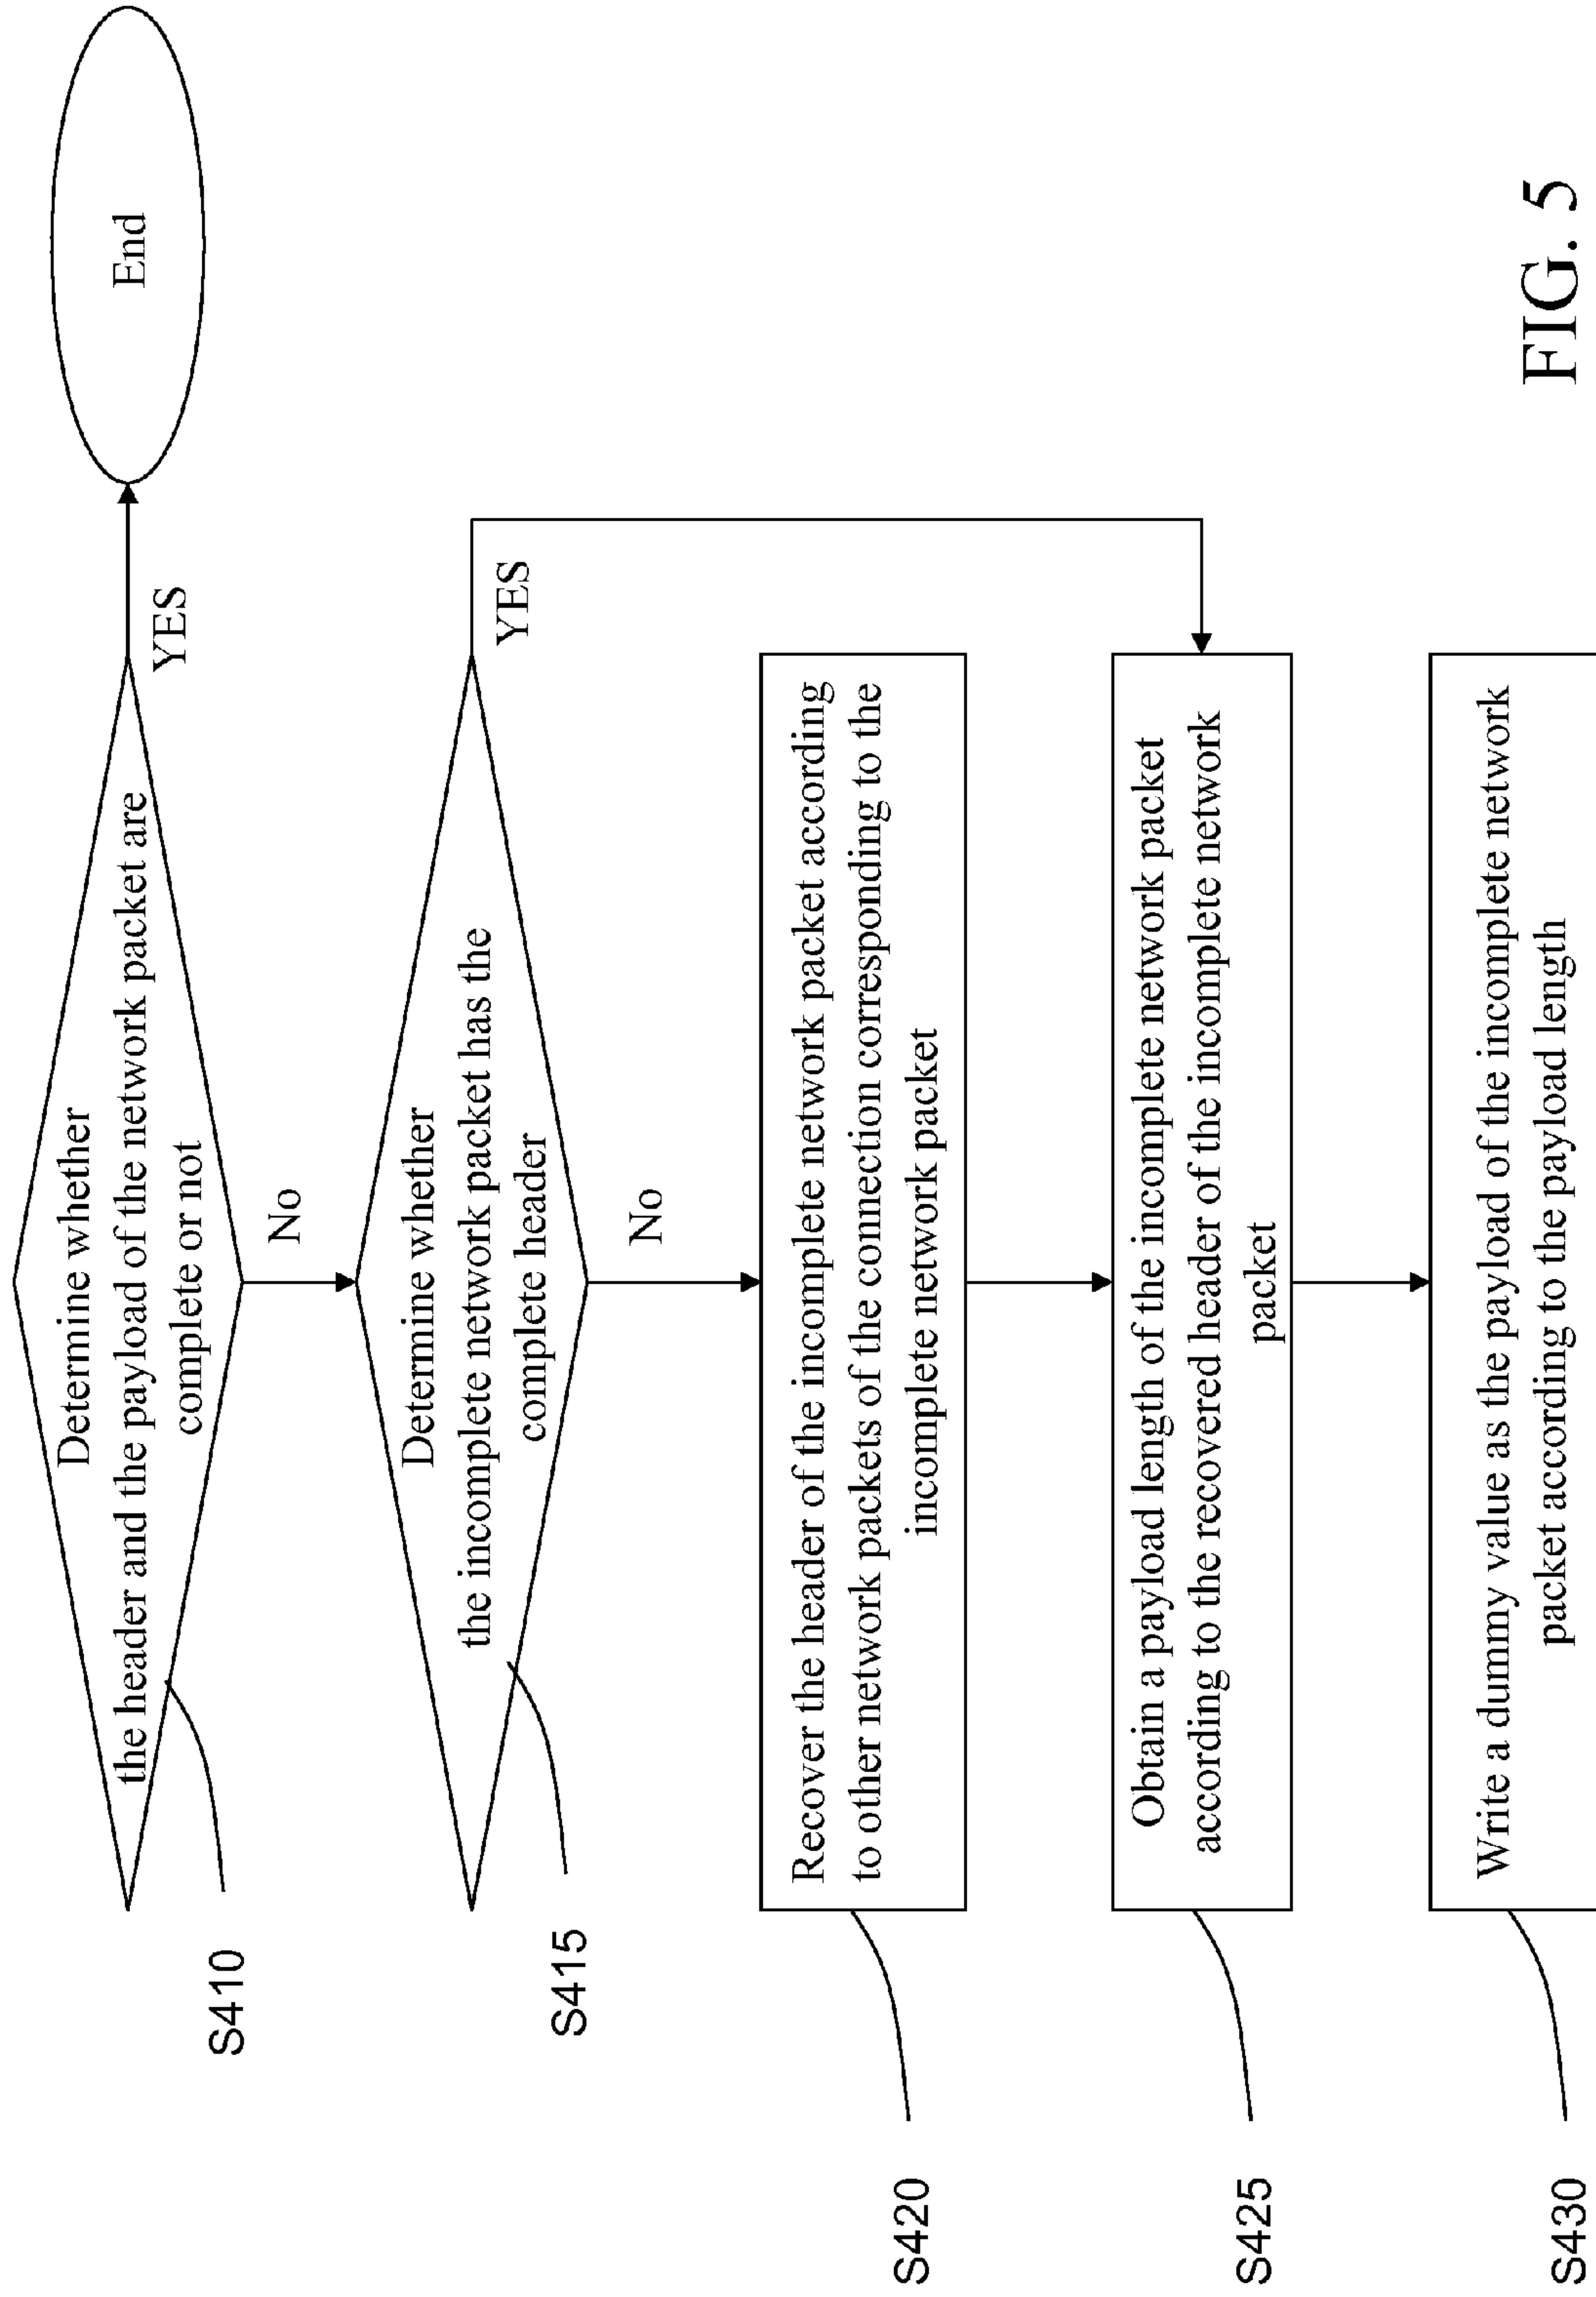 Determine whether
the header and the payload of the network packet are
complete or not
S410
YES
End
No
Determine whether
the incomplete network packet has the
complete header
S415
YES
No
Recover the header of the incomplete network packet according
to other network packets of the connection corresponding to the
incomplete network packet
S420
Obtain a payload length of the incomplete network packet
according to the recovered header of the incomplete network
packet
S425
Write a dummy value as the payload of the incomplete network
packet according to the payload length
S430
FIG. 5